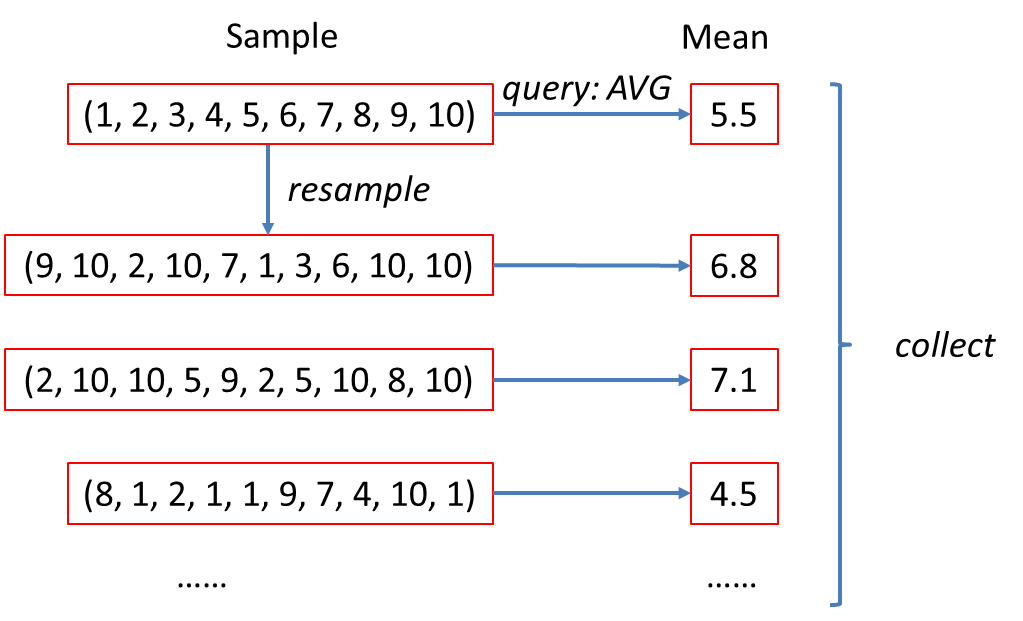 Sample Mean
(1, 2, 3, 4, 5, 6, 7, 8, 9, 10) query: AVG 5.5
resample
(9, 10, 2, 10, 7, 1, 3, 6, 10, 10) 6.8
collect
(2, 10, 10, 5, 9, 2, 5, 10, 8, 10) 7.1
(8, 1, 2, 1, 1, 9, 7, 4, 10, 1) 4.5
...... ......